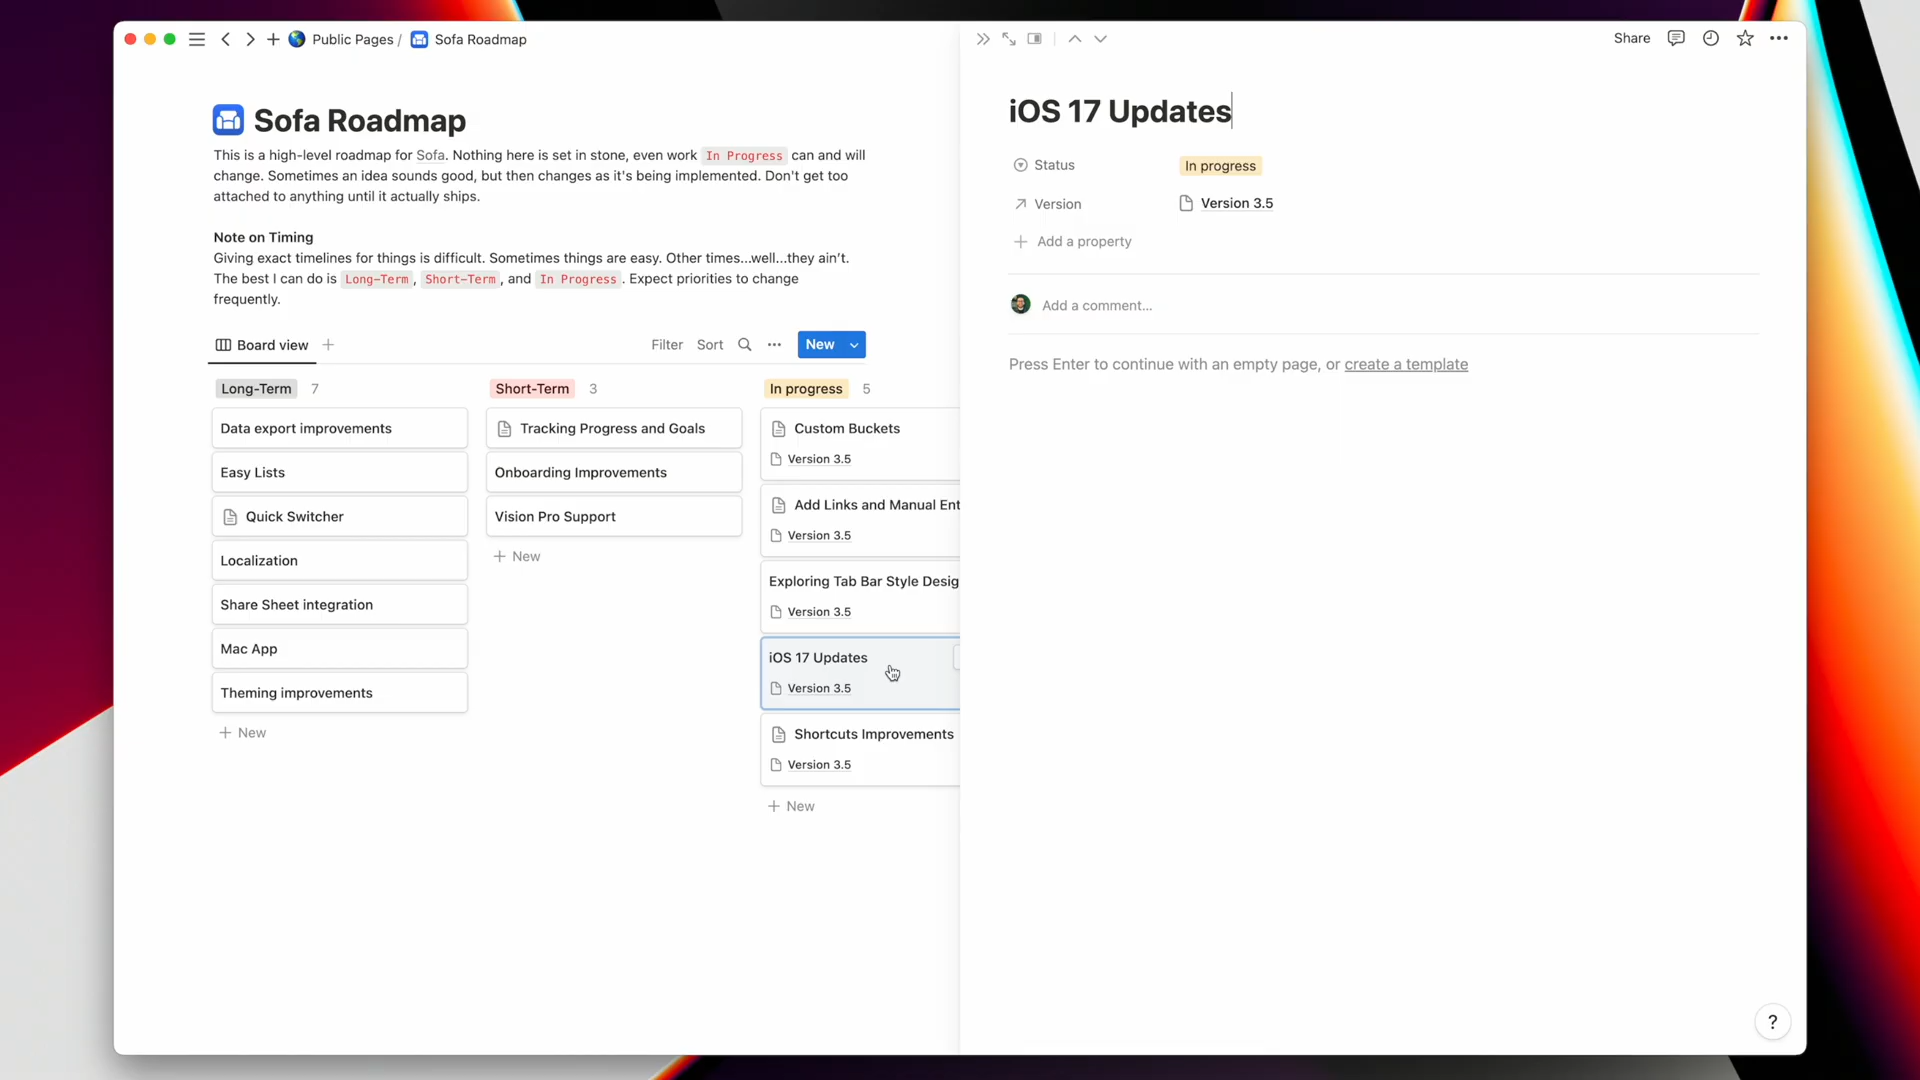 Public Pages / Sofa Roadmap
Sofa Roadmap
This is a high-level roadmap for Sofa. Nothing here is set in stone, even work In Progress can and will
change. Sometimes an idea sounds good, but then changes as it's being implemented. Don't get too
attached to anything until it actually ships.
Note on Timing
Giving exact timelines for things is difficult. Sometimes things are easy. Other times...well...they ain't.
The best I can do is Long-Term, Short-Term, and In Progress. Expect priorities to change
frequently.
Board view
Filter Sort New
Long-Term 7
Data export improvements
Easy Lists
Quick Switcher
Localization
Share Sheet integration
Mac App
Theming improvements
New
Short-Term 3
Tracking Progress and Goals
Onboarding Improvements
Vision Pro Support
New
In progress 5
Custom Buckets
Version 3.5
Add Links and Manual Ent
Version 3.5
Exploring Tab Bar Style Desig
Version 3.5
iOS 17 Updates
Version 3.5
Shortcuts Improvements
Version 3.5
New
Share
iOS 17 Updates
Status In progress
Version Version 3.5
Add a property
Add a comment...
Press Enter to continue with an empty page, or create a template
?